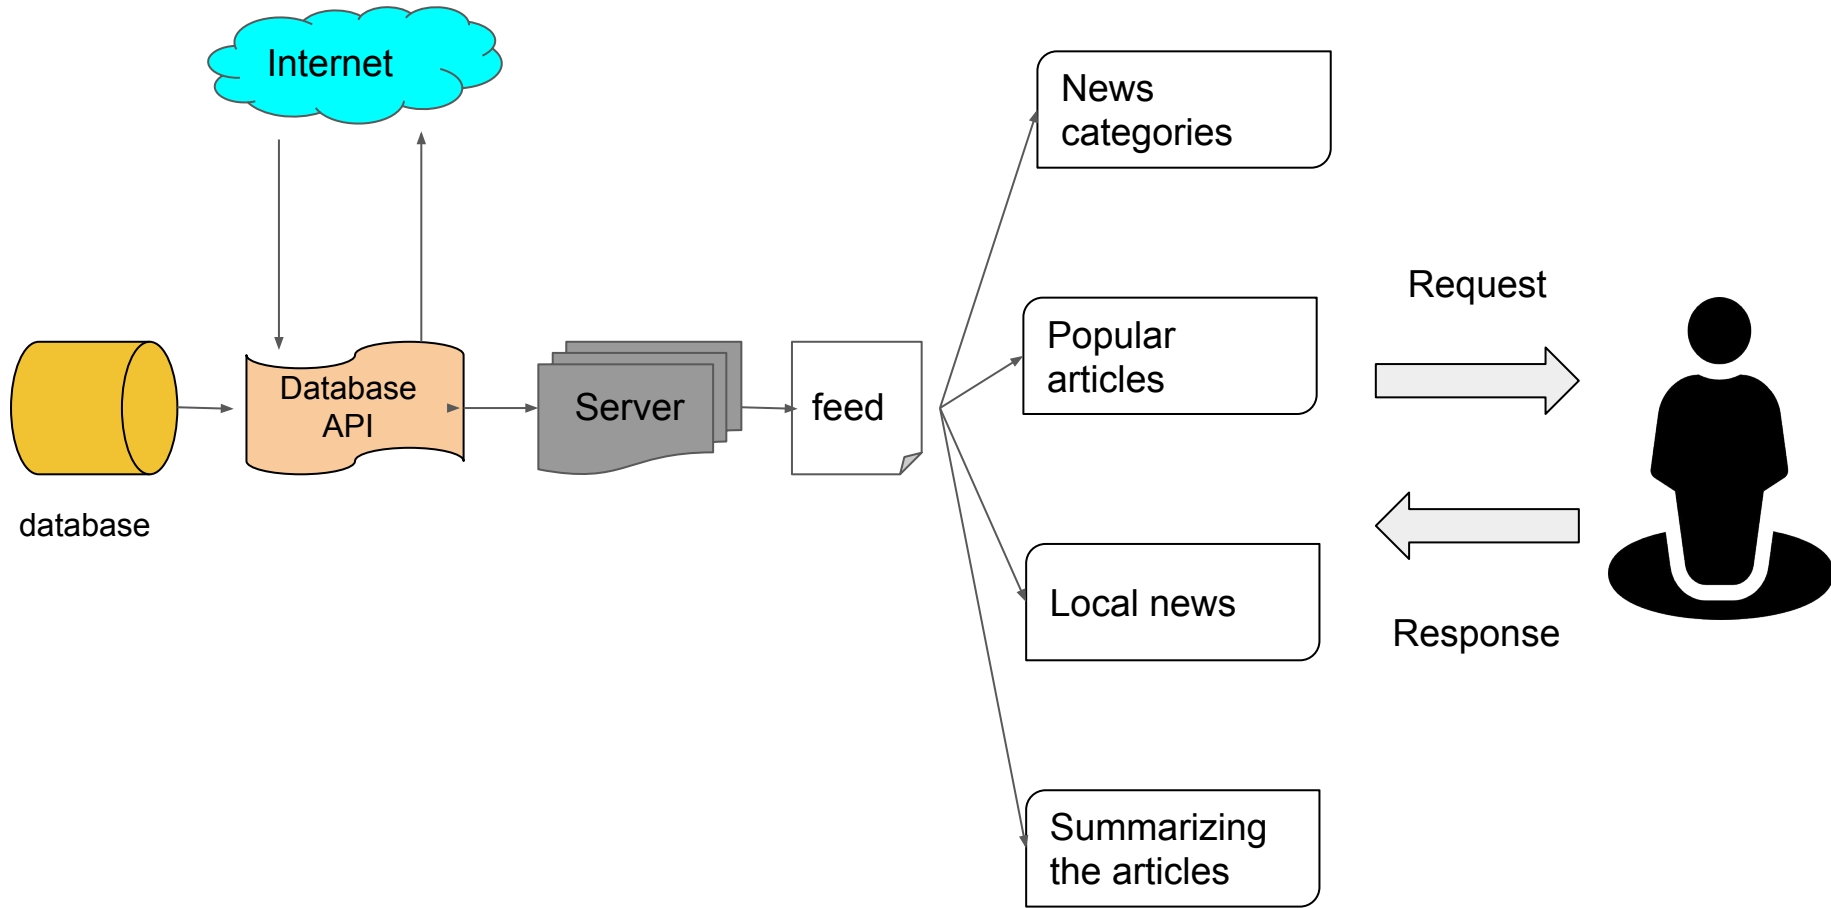 Internet
News
categories
Request
Popular
articles
Database
API
Server
feed
database
Local news
Response
Summarizing
the articles